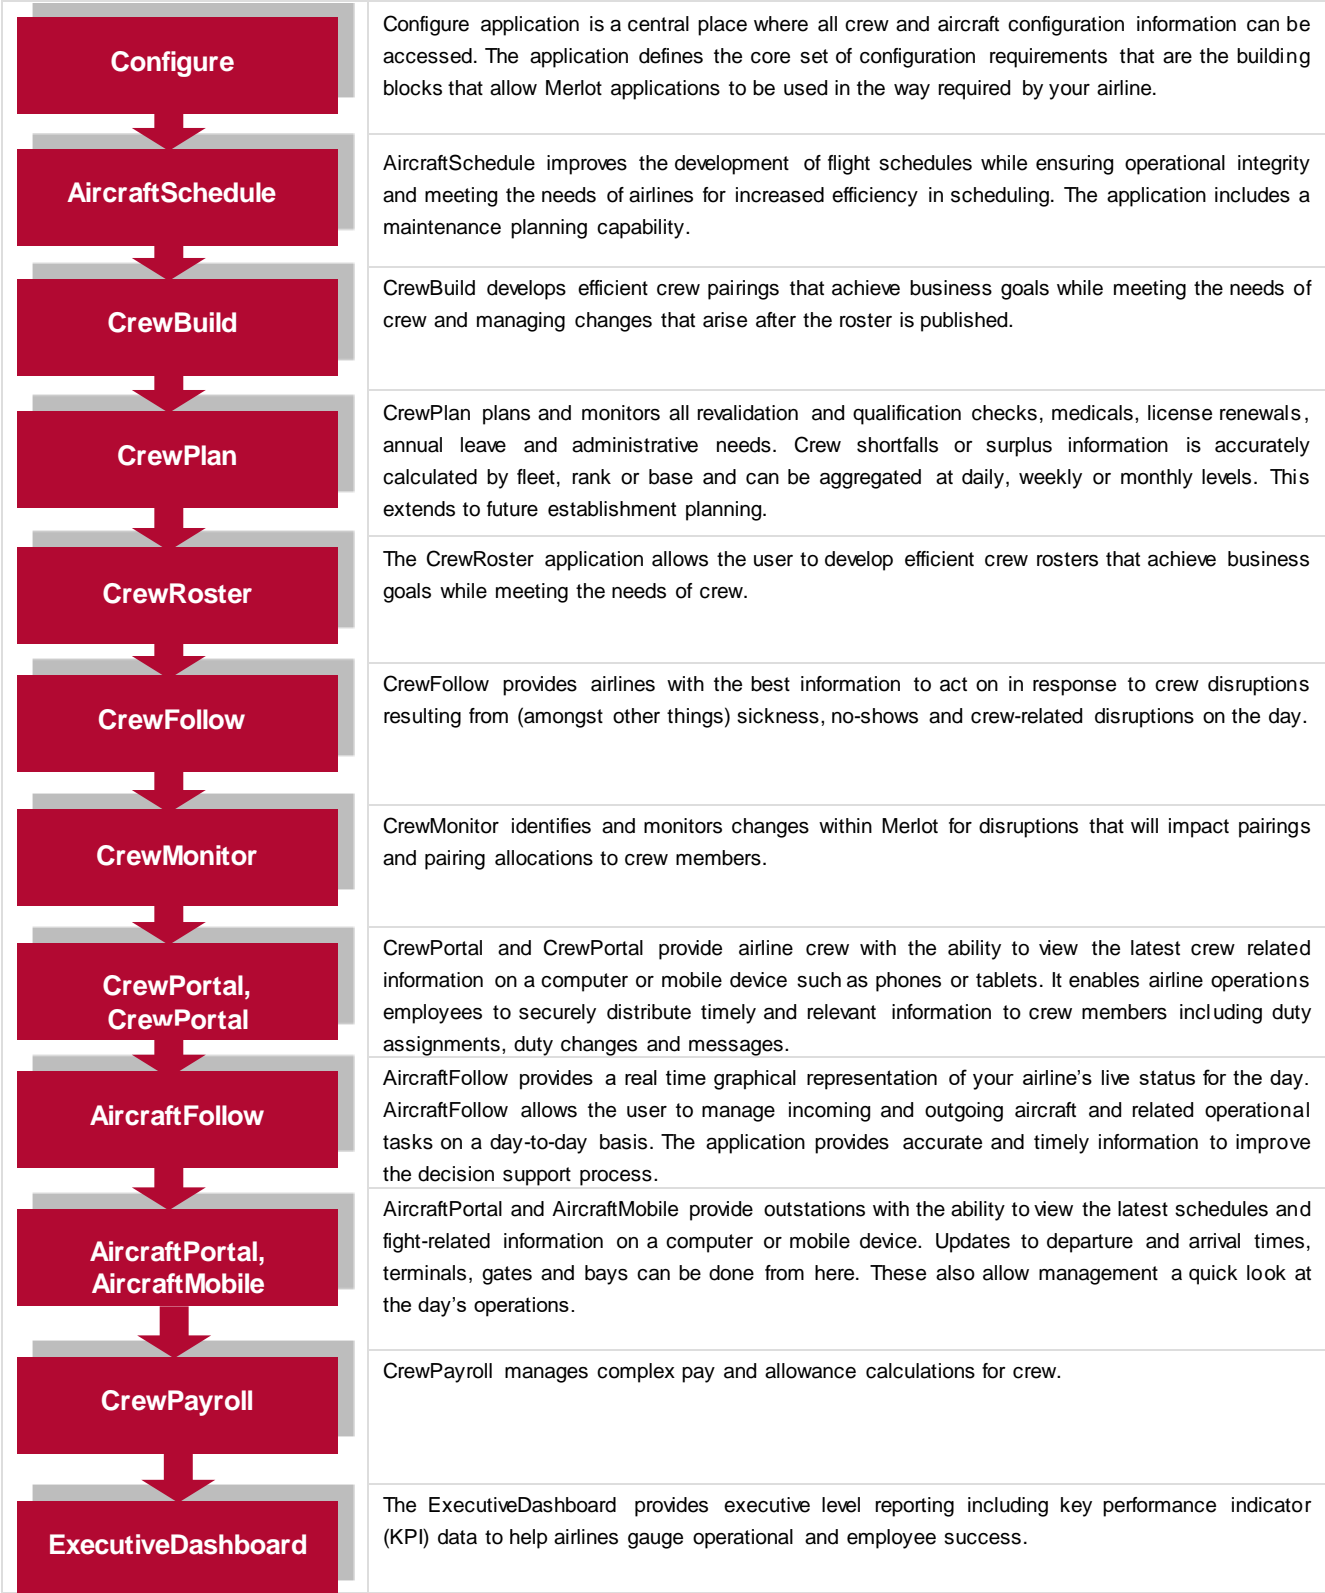 Configure
Configure application is a central place where all crew and aircraft configuration information can be
accessed. The application defines the core set of configuration requirements that are the building
blocks that allow Merlot applications to be used in the way required by your airline.
AircraftSchedule
AircraftSchedule improves the development of flight schedules while ensuring operational integrity
and meeting the needs of airlines for increased efficiency in scheduling. The application includes a
maintenance planning capability.
CrewBuild
CrewBuild develops efficient crew pairings that achieve business goals while meeting the needs of
crew and managing changes that arise after the roster is published.
CrewPlan
CrewPlan plans and monitors all revalidation and qualification checks, medicals, license renewals,
annual leave and administrative needs. Crew shortfalls or surplus information is accurately
calculated by fleet, rank or base and can be aggregated at daily, weekly or monthly levels. This
extends to future establishment planning.
CrewRoster
The CrewRoster application allows the user to develop efficient crew rosters that achieve business
goals while meeting the needs of crew.
CrewFollow
CrewFollow provides airlines with the best information to act on in response to crew disruptions
resulting from (amongst other things) sickness, no-shows and crew-related disruptions on the day.
CrewMonitor
CrewMonitor identifies and monitors changes within Merlot for disruptions that will impact pairings
and pairing allocations to crew members.
CrewPortal,
CrewPortal
CrewPortal and CrewPortal provide airline crew with the ability to view the latest crew related
information on a computer or mobile device such as phones or tablets. It enables airline operations
employees to securely distribute timely and relevant information to crew members including duty
assignments, duty changes and messages.
AircraftFollow
AircraftFollow provides a real time graphical representation of your airline's live status for the day.
AircraftFollow allows the user to manage incoming and outgoing aircraft and related operational
tasks on a day-to-day basis. The application provides accurate and timely information to improve
the decision support process.
AircraftPortal,
AircraftMobile
AircraftPortal and AircraftMobile provide outstations with the ability to view the latest schedules and
fight-related information on a computer or mobile device. Updates to departure and arrival times,
terminals, gates and bays can be done from here. These also allow management a quick look at
the day's operations.
CrewPayroll
CrewPayroll manages complex pay and allowance calculations for crew.
ExecutiveDashboard
The ExecutiveDashboard provides executive level reporting including key performance indicator
(KPI) data to help airlines gauge operational and employee success.